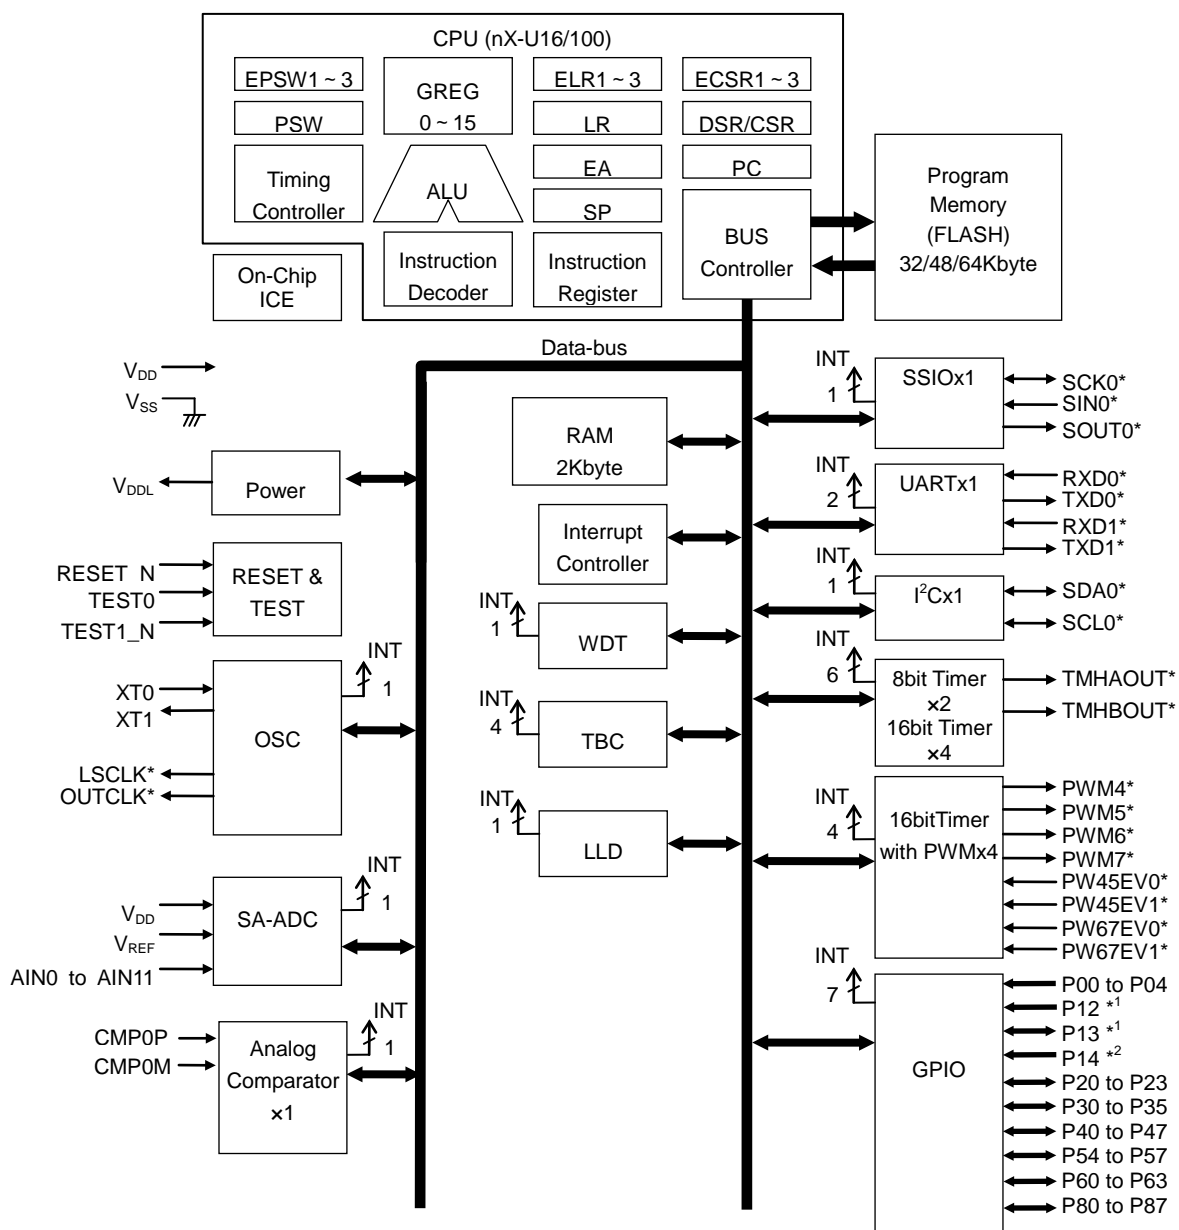 CPU (nX-U16/100)
EPSW1 ~ 3
GREG
0 ~ 15
ELR1 ~ 3
ECSR1 ~ 3
PSW
LR
DSR/CSR
Timing
Controller
ALU
EA
PC
SP
BUS
Controller
Program
Memory
(FLASH)
32/48/64Kbyte
On-Chip
ICE
Instruction
Decoder
Instruction
Register
Data-bus
VDD
VSS
VDDL
Power
RESET N
TEST0
TEST1_N
RESET &
TEST
XT0
XT1
LSCLK*
OUTCLK*
OSC
INT
1
VDD
VREF
AIN0 to AIN11
SA-ADC
INT
1
CMP0P
CMP0M
Analog
Comparator
×1
INT
1
RAM
2Kbyte
Interrupt
Controller
INT
1
WDT
INT
4
TBC
INT
1
LLD
INT
1
SSIOx1
SCK0*
SIN0*
SOUT0*
INT
2
UARTx1
RXD0*
TXD0*
RXD1*
TXD1*
INT
1
I²Cx1
SDA0*
SCL0*
INT
6
8bit Timer
×2
16bit Timer
×4
TMHAOUT*
TMHBOUT*
INT
4
16bitTimer
with PWMx4
PWM4*
PWM5*
PWM6*
PWM7*
PW45EV0*
PW45EV1*
PW67EV0*
PW67EV1*
INT
7
GPIO
P00 to P04
P12 *1
P13 *1
P14 *2
P20 to P23
P30 to P35
P40 to P47
P54 to P57
P60 to P63
P80 to P87